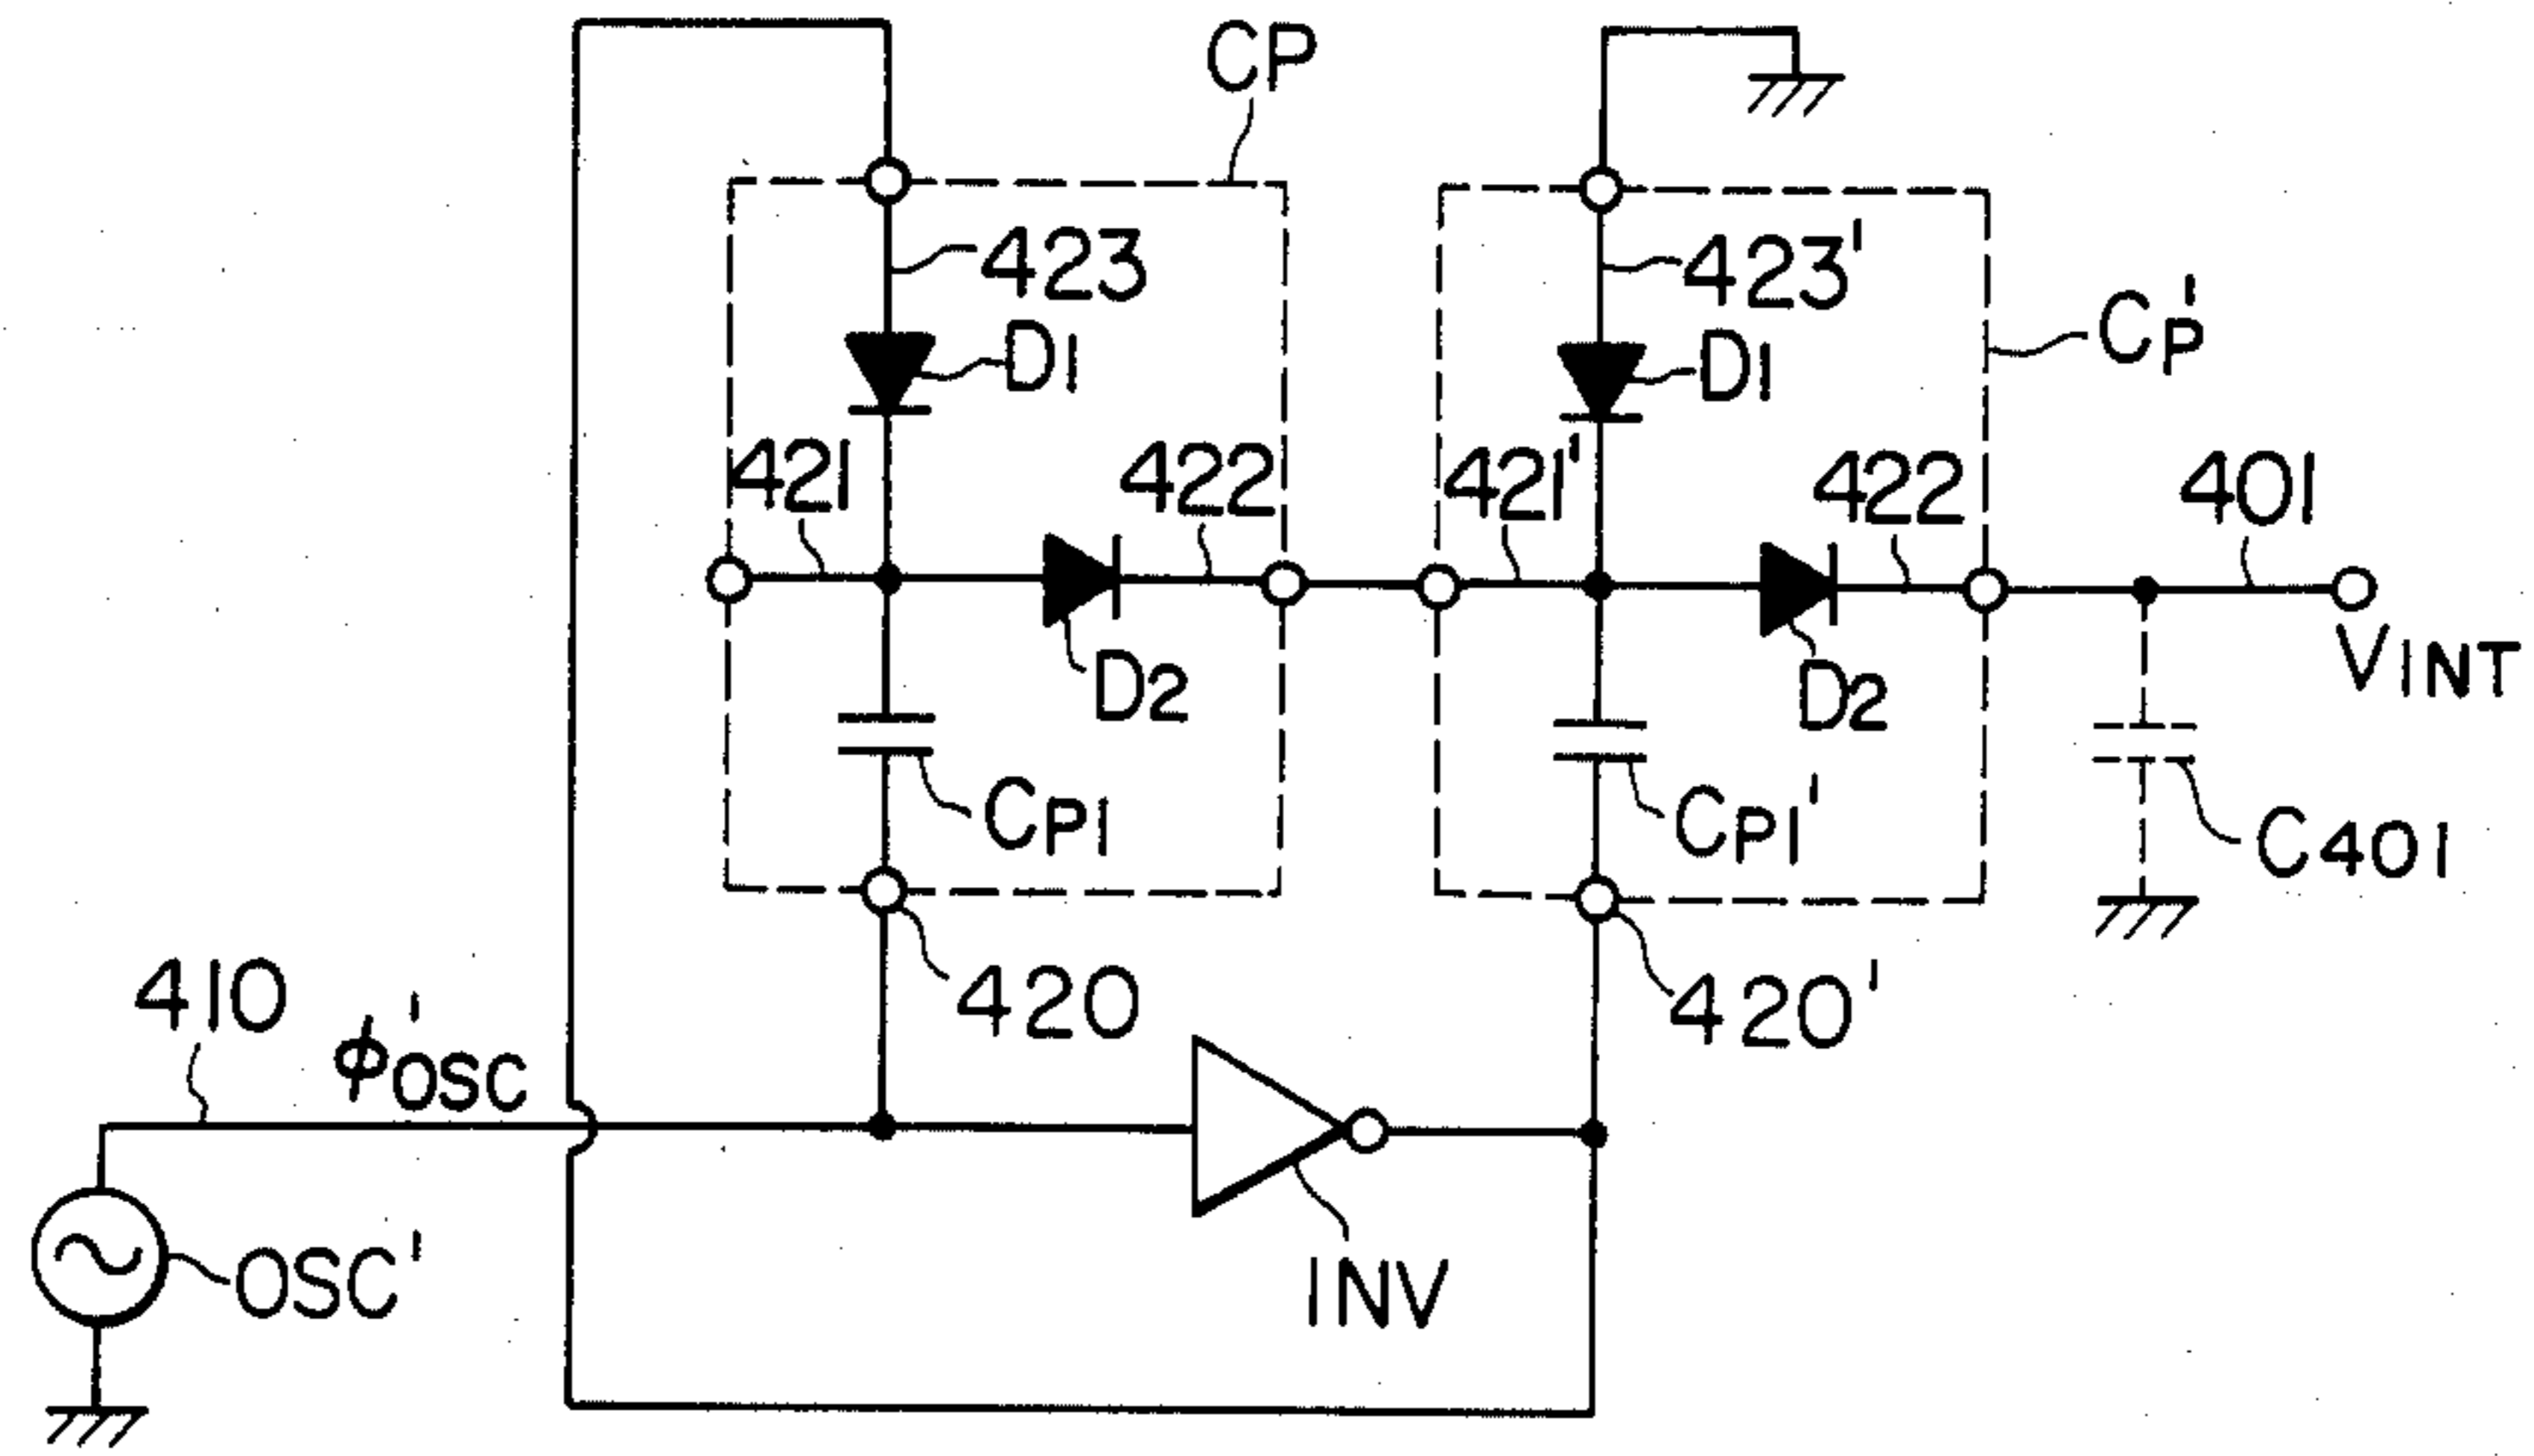 CP
423
423'
CP'
D1
D1
421
422
421'
422
401
D2
D2
VINT
CP1
CP1'
C401
410
φ'OSC
420
420'
OSC'
INV